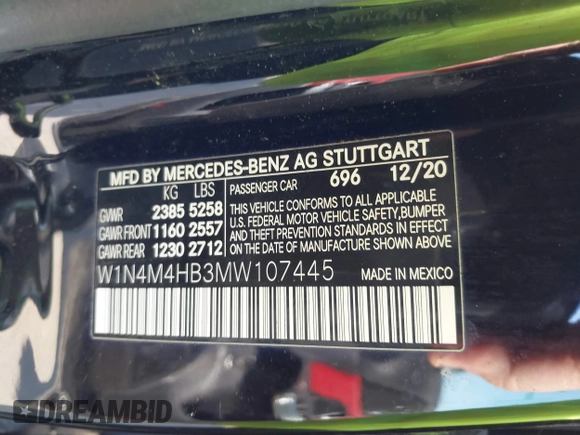 MFD BY MERCEDES-BENZ AG STUTTGART
KG LBS
GVWR 2385 5258
GAWR FRONT 1160 2557
GAWR REAR 1230 2712
PASSENGER CAR 696 12/20
THIS VEHICLE CONFORMS TO ALL APPLICABLE
U.S. FEDERAL MOTOR VEHICLE SAFETY,BUMPER
AND THEFT PREVENTION STANDARDS IN EFFECT
ON THE DATE OF MANUFACTURE SHOWN ABOVE.
W1N4M4HB3MW107445 MADE IN MEXICO
DREAMBID